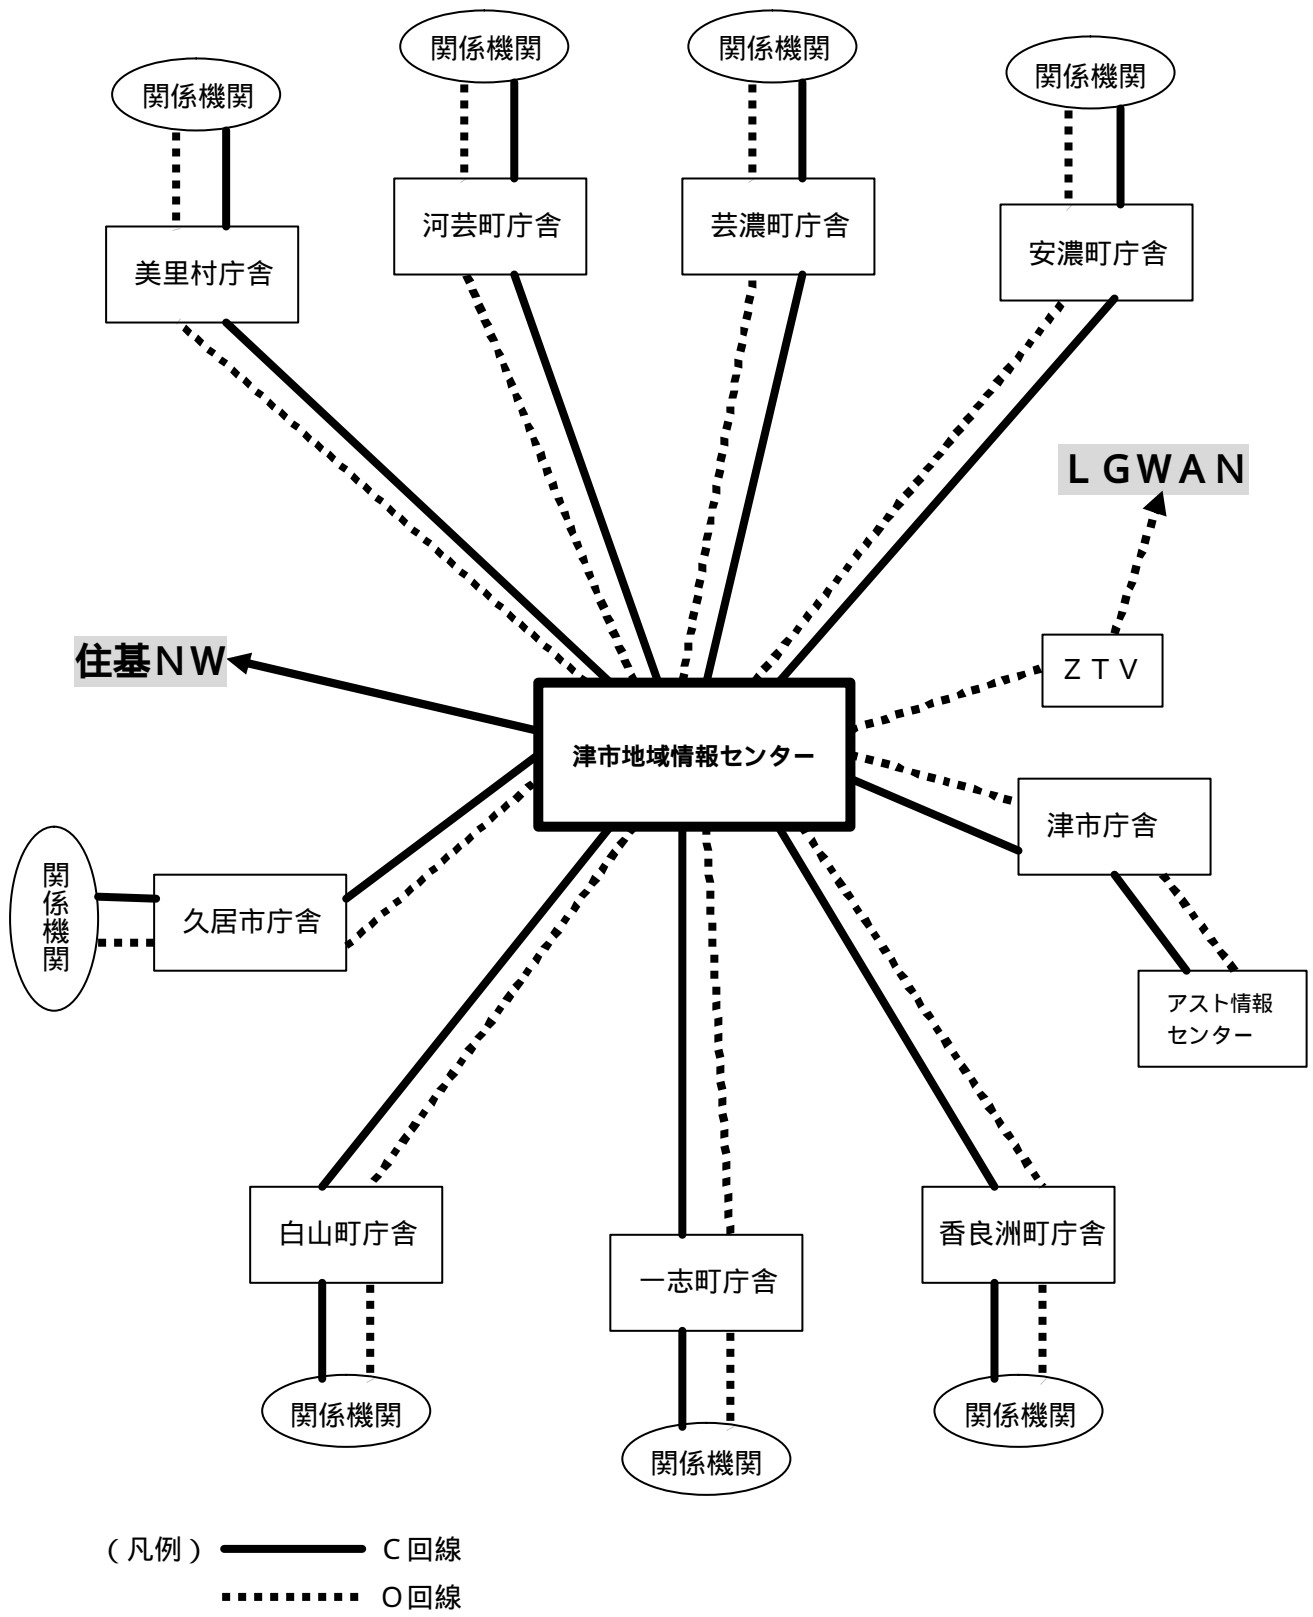 関係機関
関係機関
関係機関
関係機関
美里村庁舎
河芸町庁舎
芸濃町庁舎
安濃町庁舎
ＬＧＷＡＮ
住基ＮＷ
ＺＴＶ
津市地域情報センター
津市庁舎
関係機関
久居市庁舎
アスト情報
センター
白山町庁舎
一志町庁舎
香良洲町庁舎
関係機関
関係機関
関係機関
（凡例） Ｃ回線
Ｏ回線